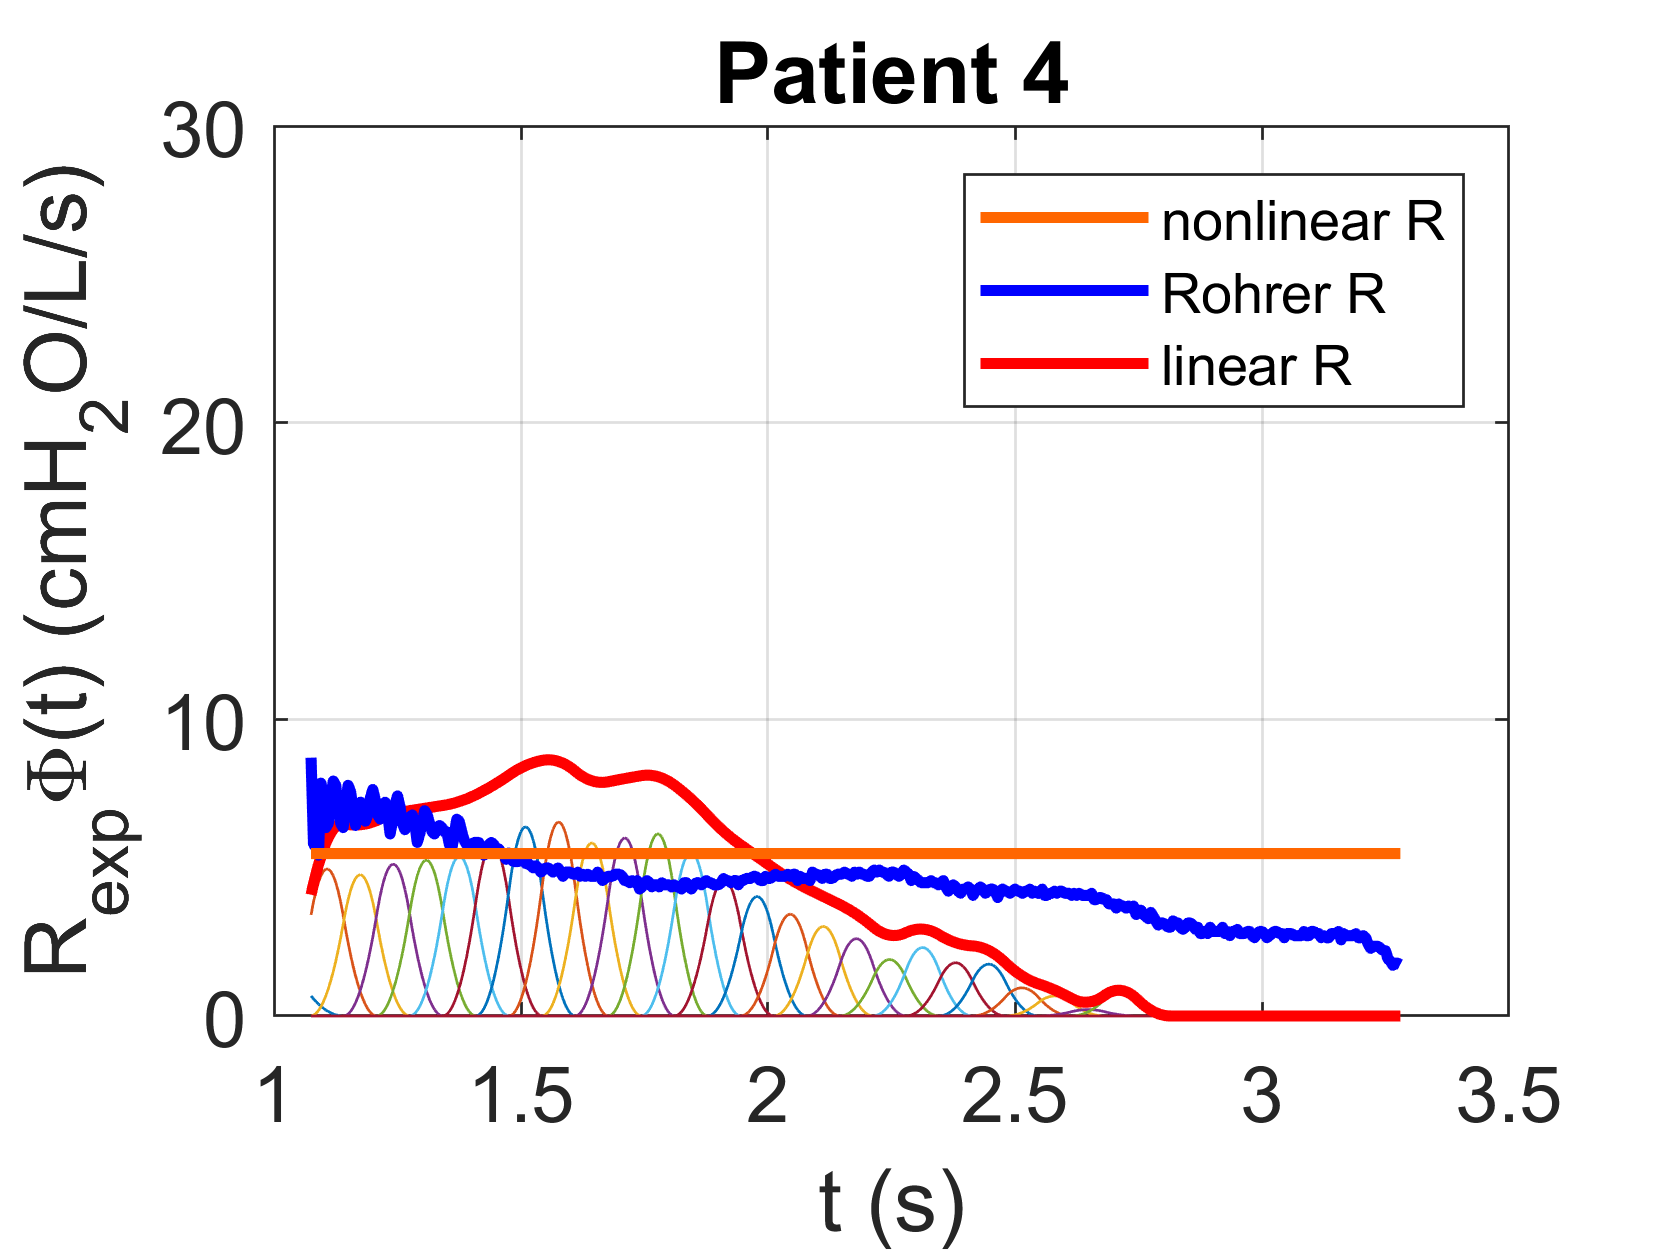 Patient 4
R_exp Φ(t) (cmH_2O/L/s)
30
20
10
0
nonlinear R
Rohrer R
linear R
1 1.5 2 2.5 3 3.5
t (s)